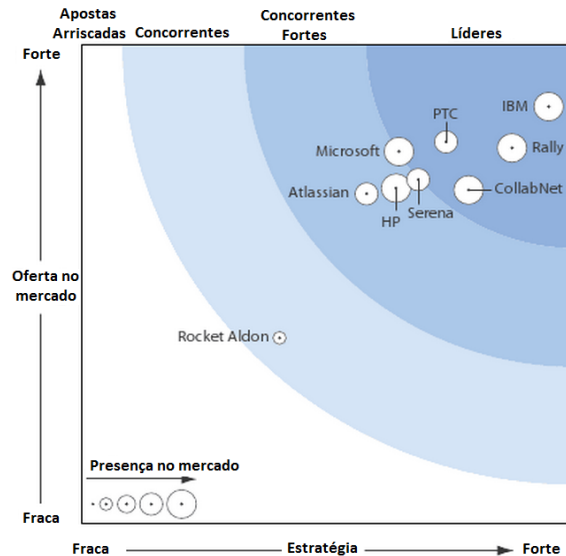 Apostas
Arriscadas
Concorrentes
Concorrentes
Fortes
Líderes
Forte
IBM
PTC
Microsoft
Rally
Atlassian
HP
Serena
CollabNet
Oferta no
mercado
Rocket Aldon
Presença no mercado
Fraca
Fraca
Estratégia
Forte